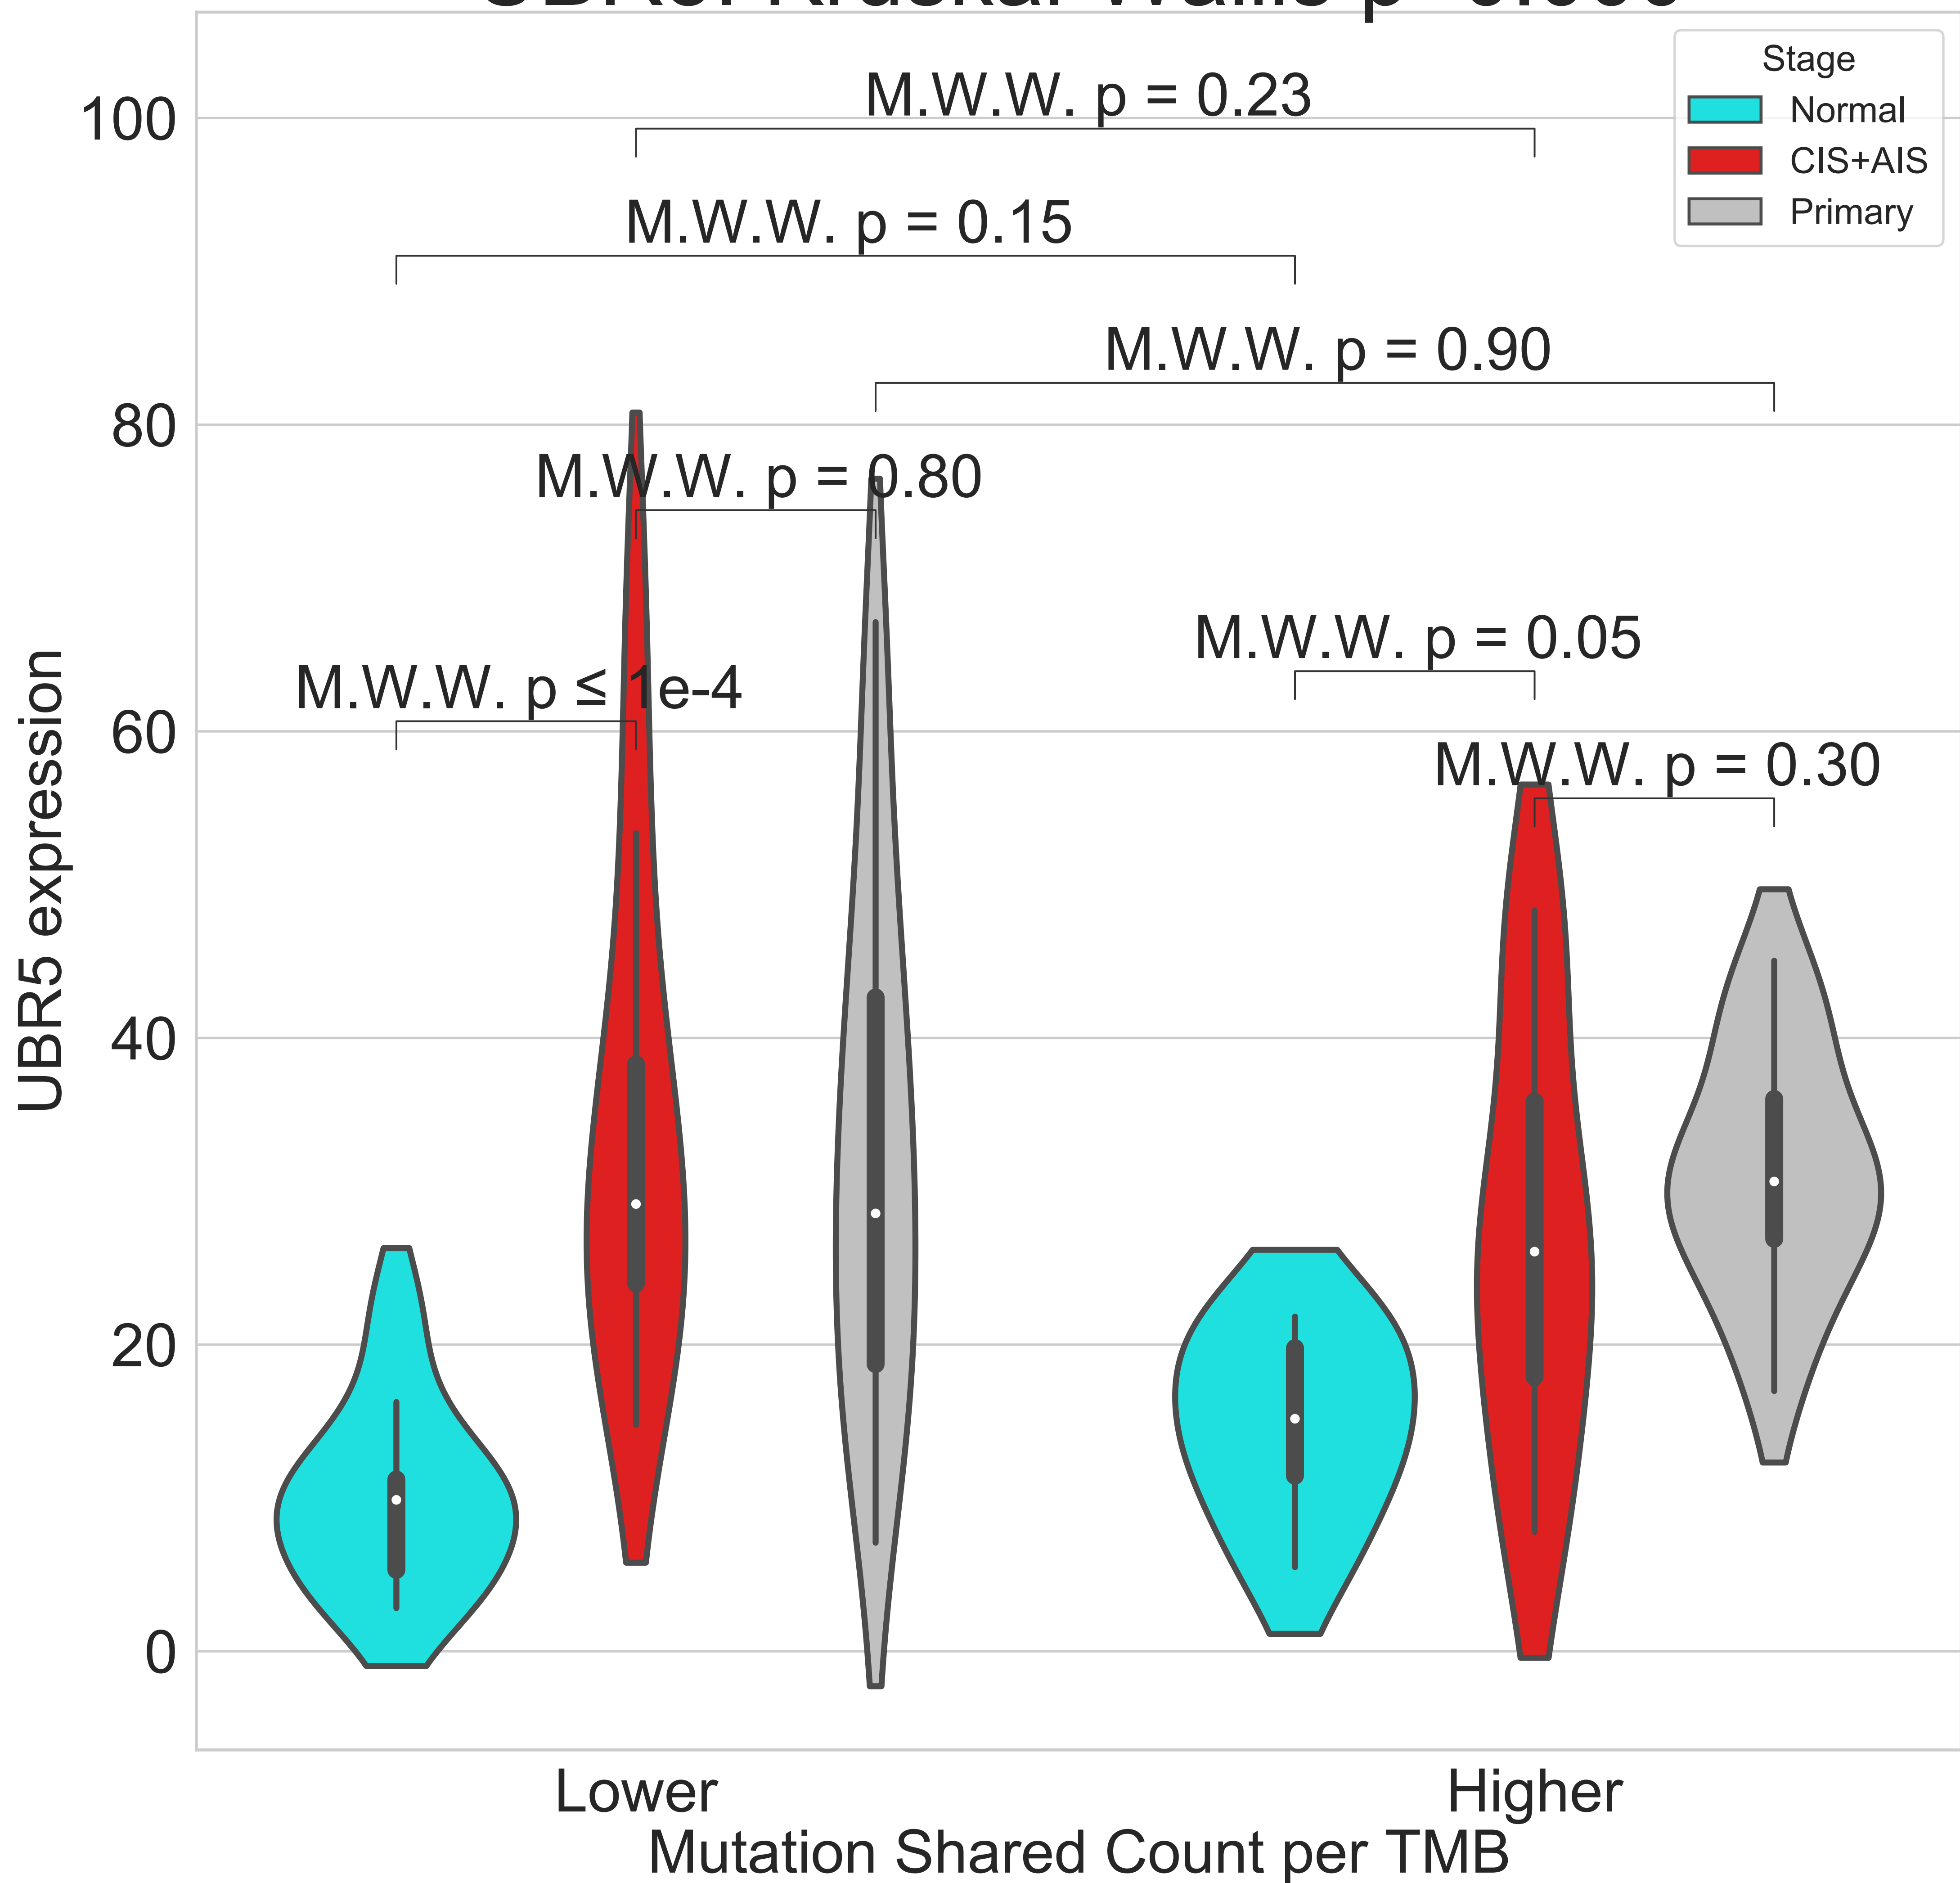 Stage
Normal
CIS+AIS
Primary
M.W.W. p = 0.23
M.W.W. p = 0.15
M.W.W. p = 0.90
M.W.W. p = 0.80
M.W.W. p = 0.05
M.W.W. p ≤ 1e-4
M.W.W. p = 0.30
100
80
60
40
20
0
UBR5 expression
Lower
Higher
Mutation Shared Count per TMB